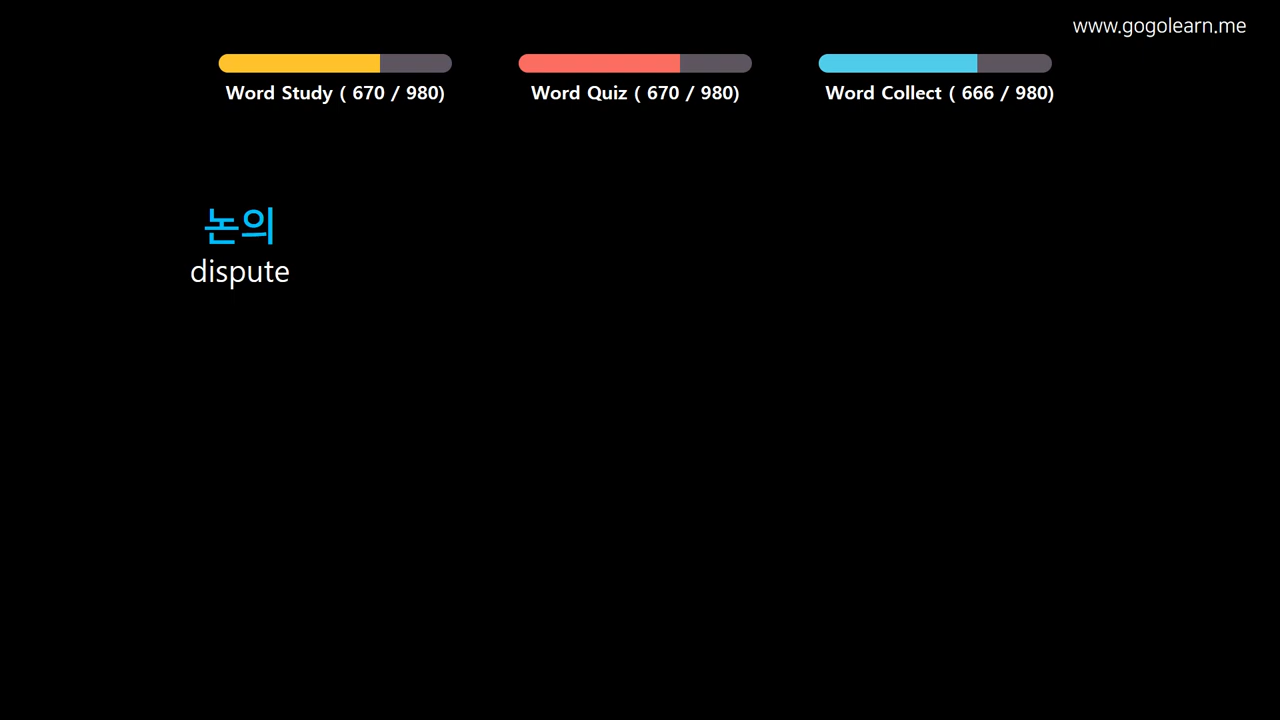 www.gogolearn.me
Word Study ( 670 / 980)
Word Quiz ( 670 / 980)
Word Collect ( 666 / 980)
논의
dispute